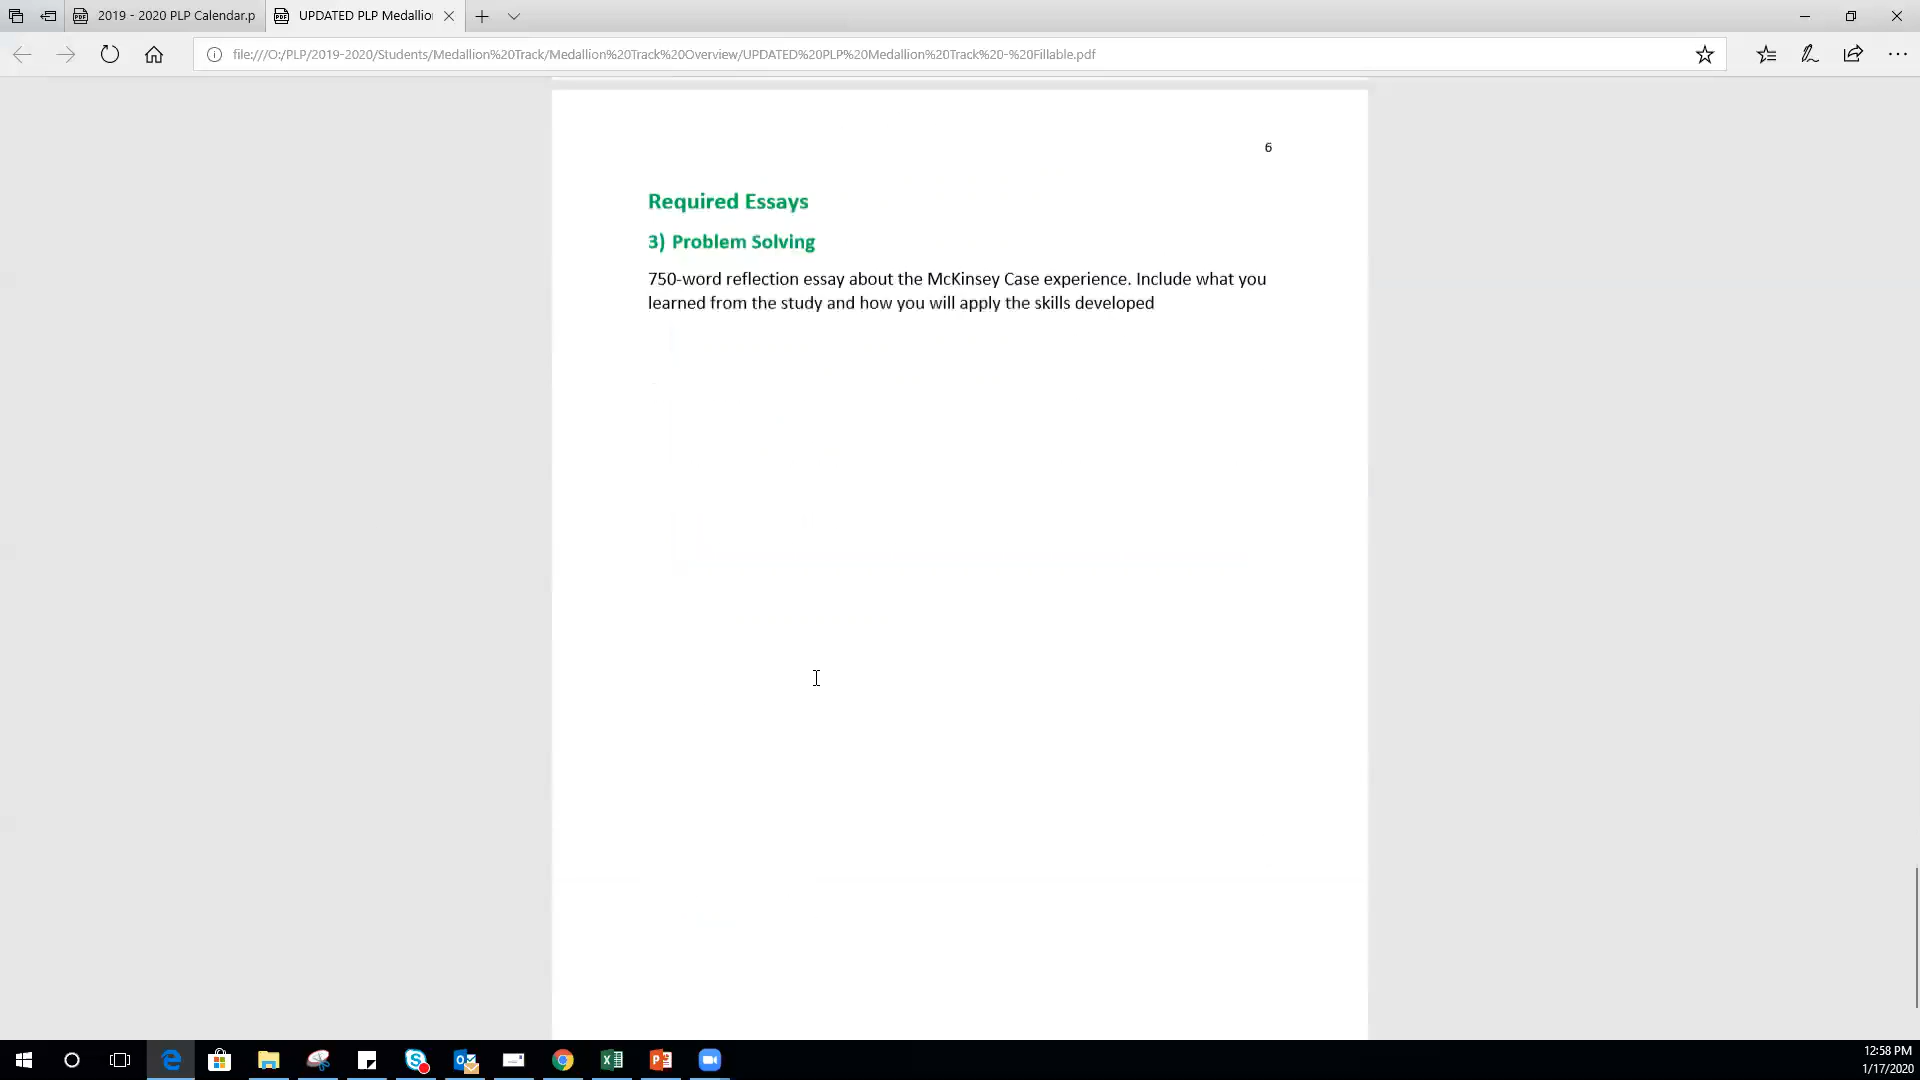 2019 - 2020 PLP Calendar.p
UPDATED PLP Medallio
file:///O:/PLP/2019-2020/Students/Medallion%20Track/Medallion%20Track%20Overview/UPDATED%20PLP%20Medallion%20Track%20-%20Fillable.pdf
6
Required Essays
3) Problem Solving
750-word reflection essay about the McKinsey Case experience. Include what you
learned from the study and how you will apply the skills developed
12:58 PM
1/17/2020